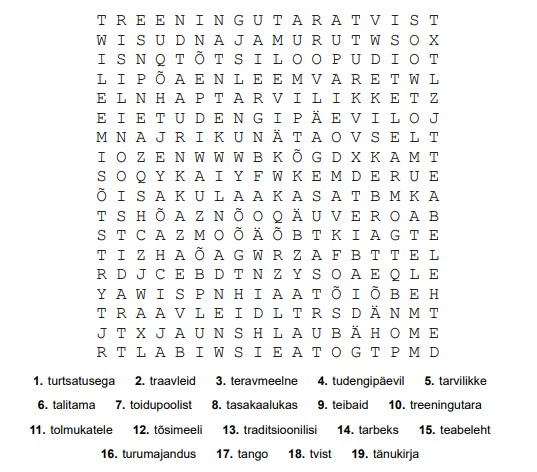 T R E E N I N G U T A R A T V I S T
W I S U D N A J A M U R U T W S O X
I S N Q T Õ T S I L O O P U D I O T
L I P Õ A E N L E E M V A R E T W L
E L N H A P T A R V I L I K K E T Z
E I E T U D E N G I P Ä E V I L O J
M N A J R I K U N Ä T A O V S E L T
I O Z E N W W W B K Õ G D X K A M T
S O Q Y K A I Y F W K E M D E R U E
Õ I S A K U L A A K A S A T B M K A
T S H Õ A Z N Õ O Q Ä U V E R O A B
S T C A Z M O Õ Ä Õ B T K I A G T E
T I Z H A Õ A G W R Z A F B T T E L
R D J C E B D T N Z Y S O A E Q L E
Y A W I S P N H I A A T Õ I Õ B E H
T R A A V L E I D L T R S D Ä N M T
J T X J A U N S H L A U B Ä H O M E
R T L A B I W S I E A T O G T P M D
1. turtsatusega 2. traavleid 3. teravmeelne 4. tudengipäevil 5. tarvilikke
6. talitama 7. toidupoolist 8. tasakaalukas 9. teibaid 10. treeningutara
11. tolmukatele 12. tõsimeeli 13. traditsioonilisi 14. tarbeks 15. teabeleht
16. turumajandus 17. tango 18. tvist 19. tänukirja